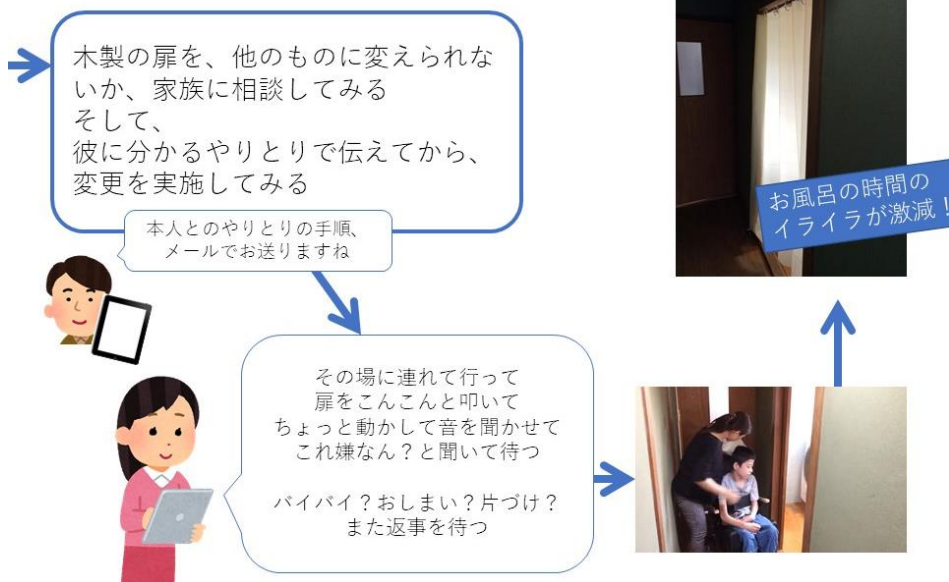 木製の扉を、他のものに変えられな
いか、家族に相談してみる
そして、
彼に分かるやりとりで伝えてから、
変更を実施してみる
本人とのやりとりの手順、
メールでお送りますね
その場に連れて行って
扉をこんこんと叩いて
ちょっと動かして音を聞かせて
これ嫌なん？と聞いて待つ
バイバイ？おしまい？片づけ？
また返事を待つ
お風呂の時間の
イライラが激減！